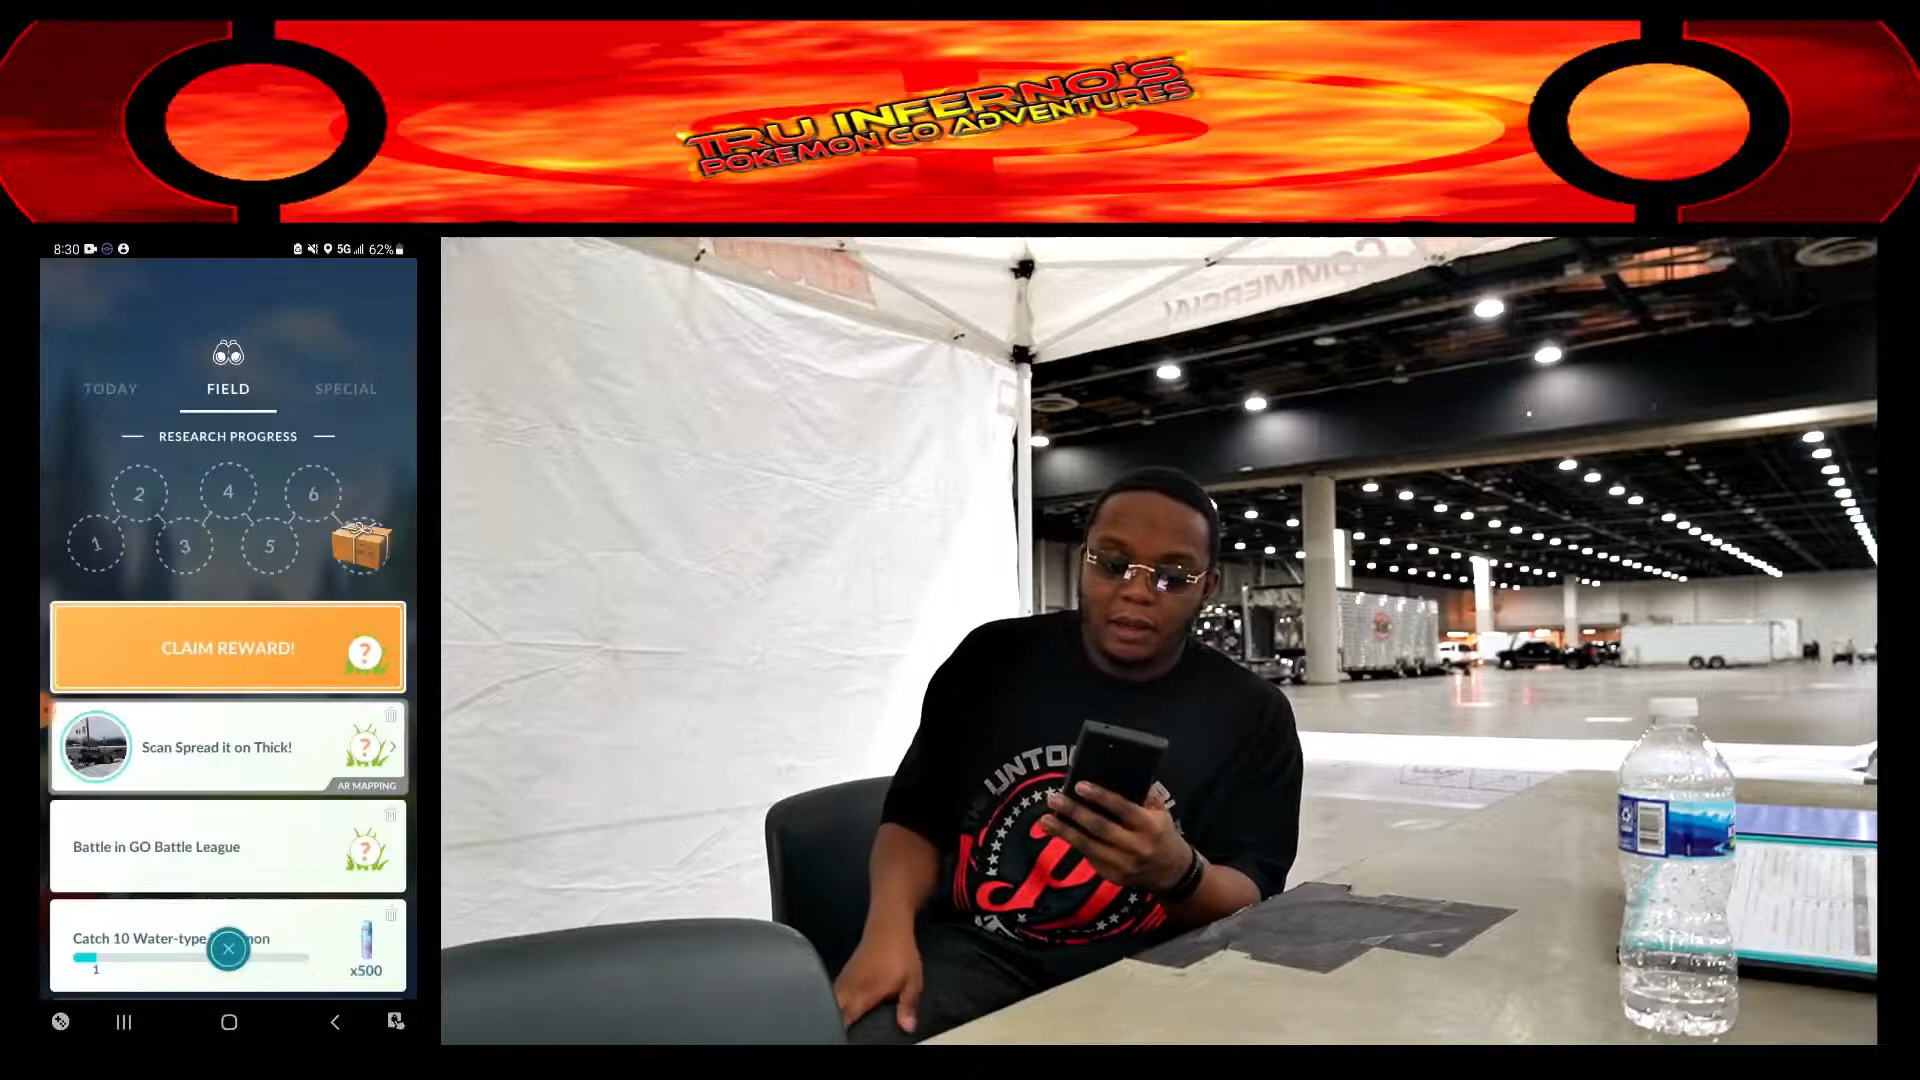 TRU INFERNO'S
POKEMON GO ADVENTURES
8:30
5G
62%
TODAY
FIELD
SPECIAL
RESEARCH PROGRESS
2
4
6
1
3
5
CLAIM REWARD!
?
Scan Spread it on Thick!
?
AR MAPPING
Battle in GO Battle League
?
Catch 10 Water-type
non
1
x500
UNTO